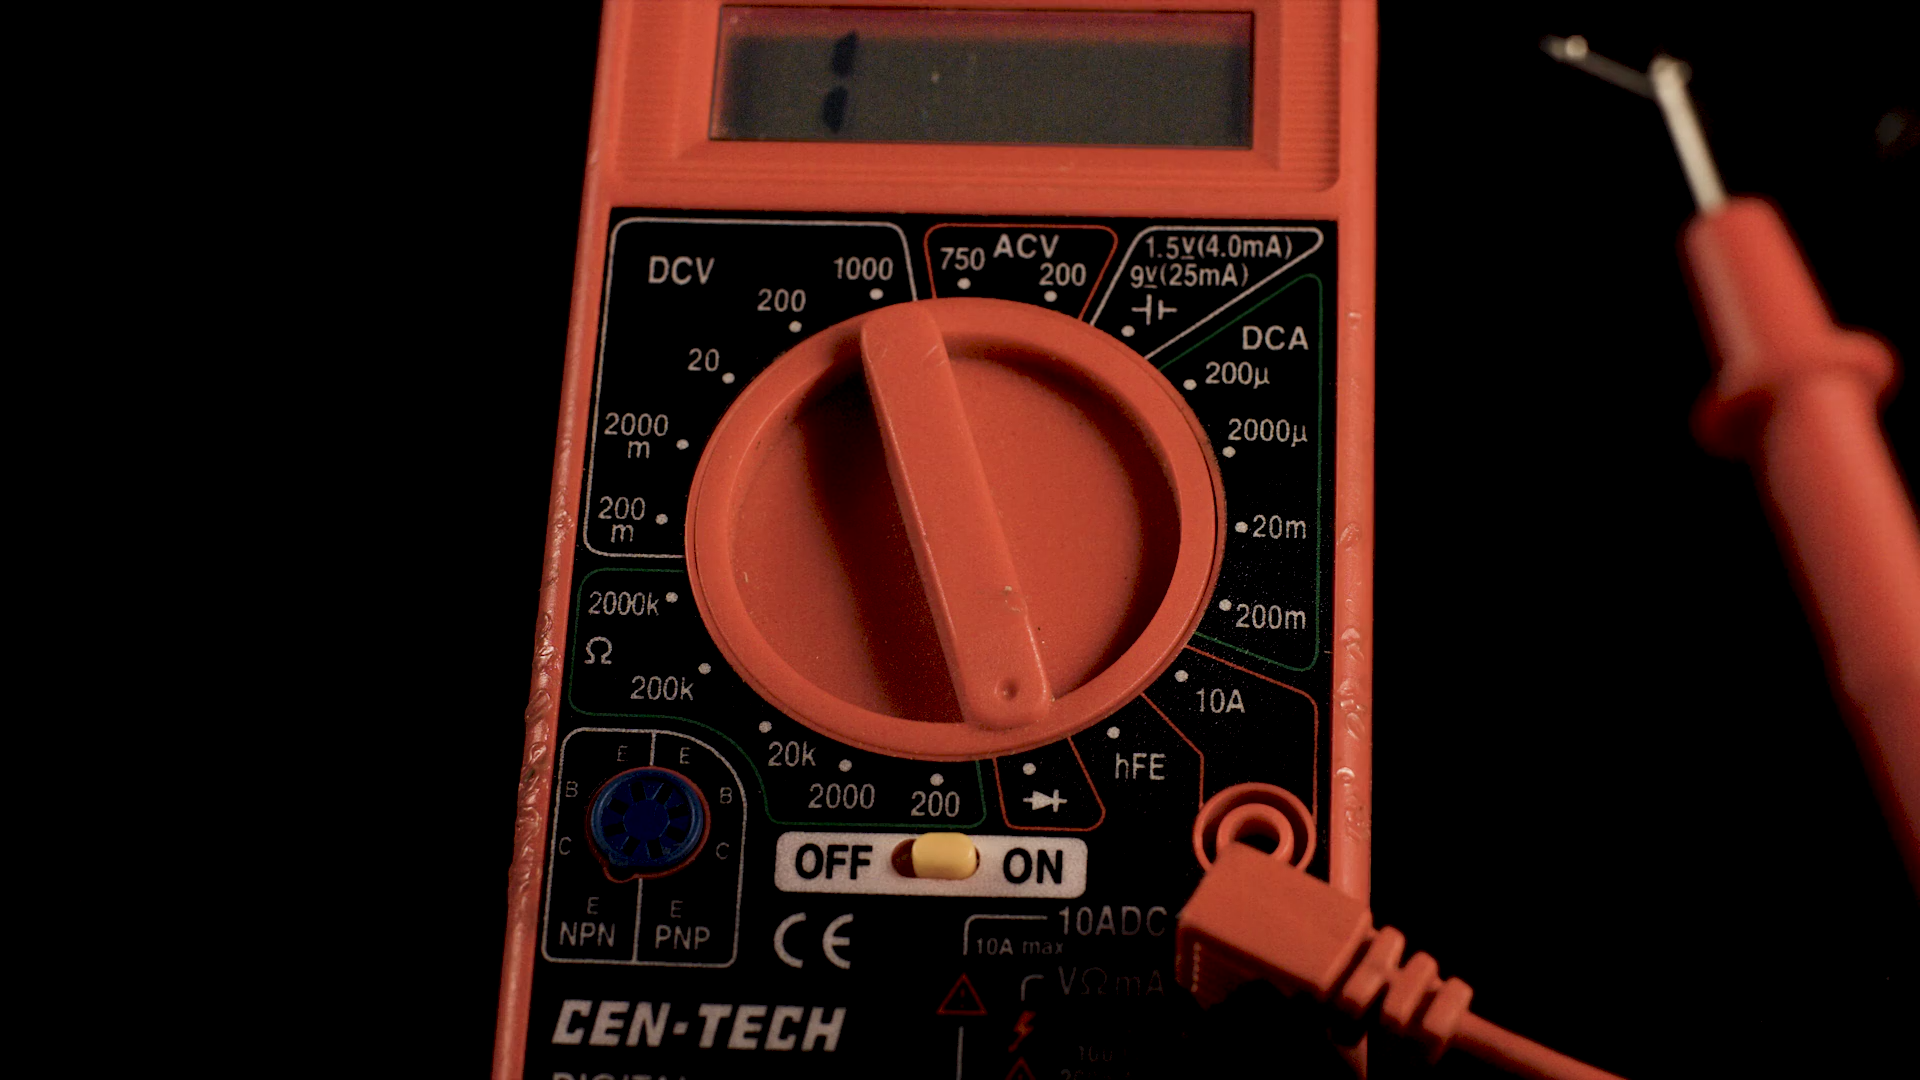 1
DCV
1000
200
20
2000
m
200
m
750
ACV
200
1.5V(4.0mA)
9V(25mA)
DCA
200µ
2000µ
20m
200m
10A
hFE
2000k
Ω
200k
20k
2000
200
E
E
B
B
C
C
E
E
NPN
PNP
OFF
ON
CE
10ADC
10A max
VΩmA
CEN-TECH